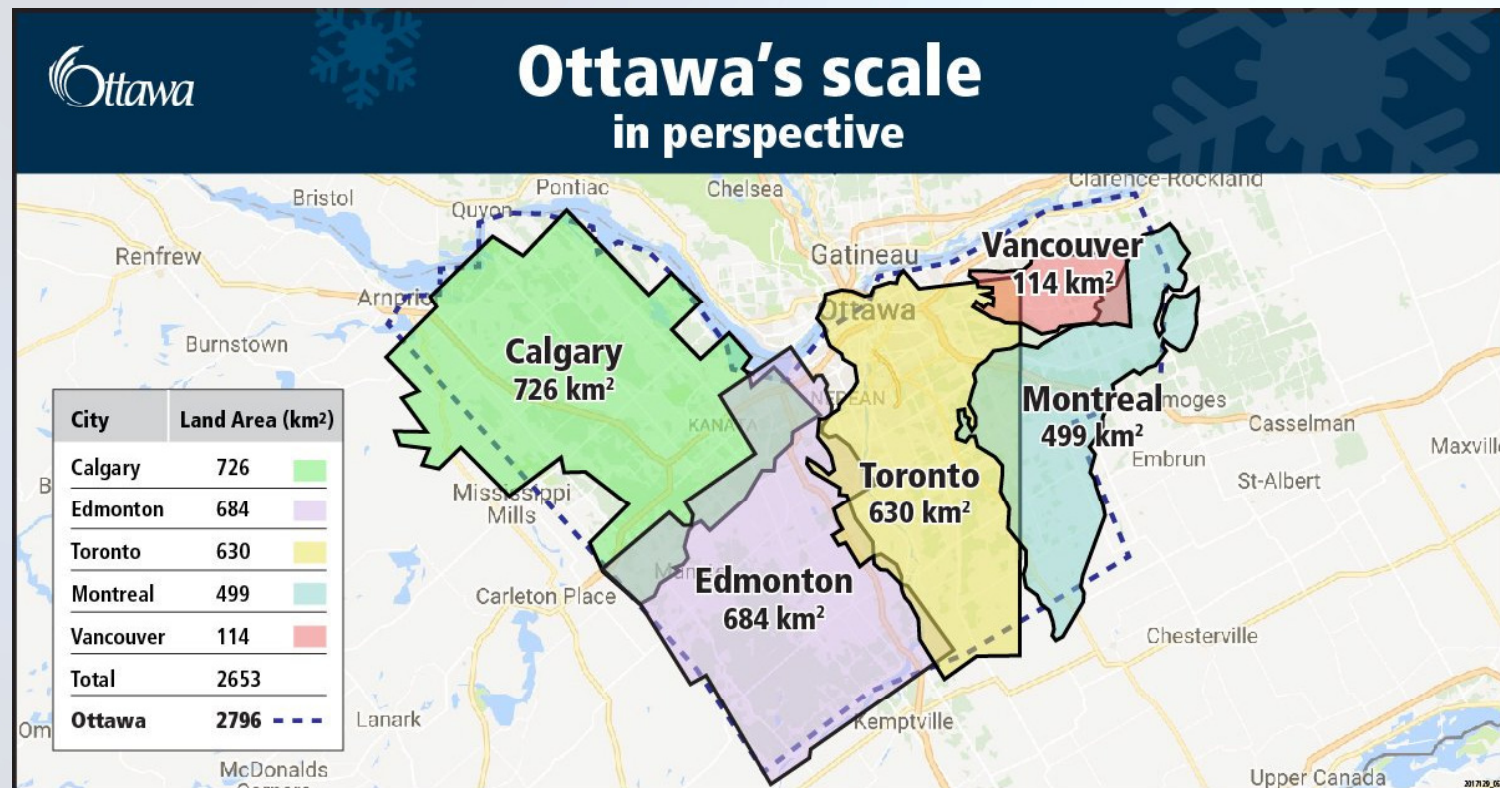 Ottawa
Ottawa's scale
in perspective
Bristol
Pontiac
Chelsea
Clarence-Rockland
Quyon
Renfrew
Gatineau
Vancouver
114 km²
Arnprior
Ottawa
Burnstown
Calgary
726 km²
NEPEAN
Montreal
499 km²
Casselman
KANATA
Maxville
Embrun
St-Albert
Toronto
630 km²
Mississippi
Mills
Edmonton
684 km²
Carleton Place
Chesterville
Lanark
Kemptville
McDonalds
Corners
Upper Canada
City Land Area (km²)
Calgary 726
Edmonton 684
Toronto 630
Montreal 499
Vancouver 114
Total 2653
Ottawa 2796